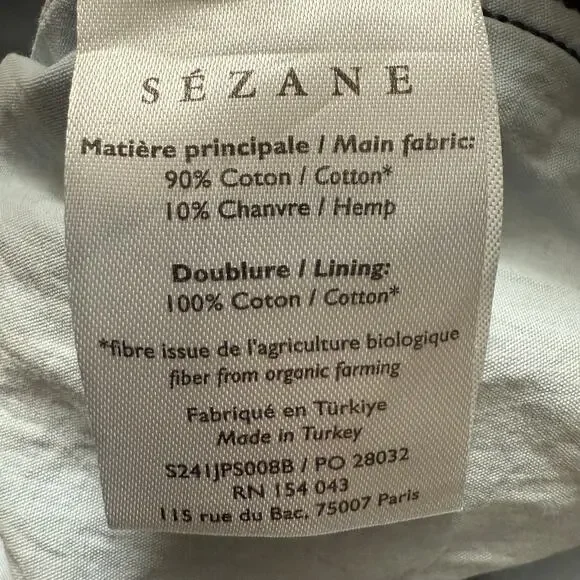 SÉZANE
Matière principale / Main fabric:
90% Coton / Cotton*
10% Chanvre / Hemp
Doublure / Lining:
100% Coton / Cotton*
*fibre issue de l'agriculture biologique
fiber from organic farming
Fabriqué en Türkiye
Made in Turkey
S241JPS008B / PO 28032
RN 154 043
115 rue du Bac, 75007 Paris